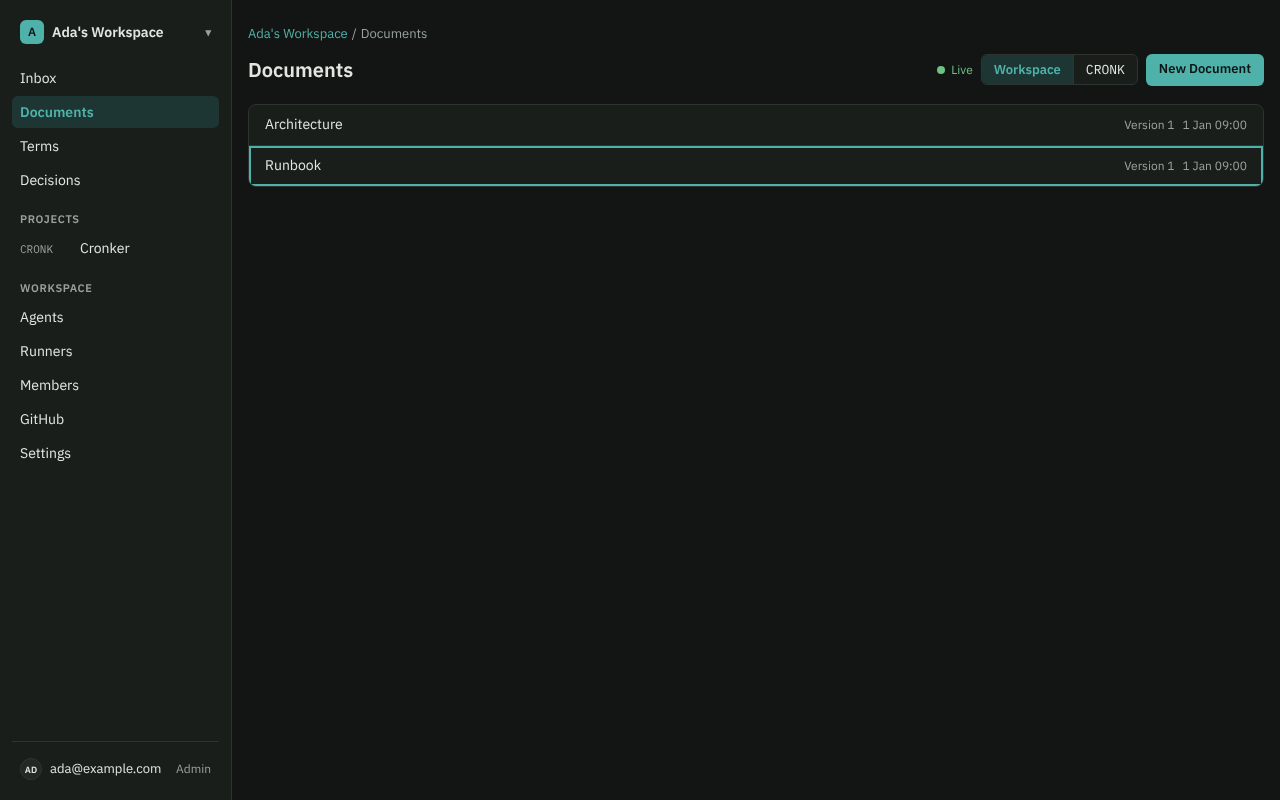 A Ada's Workspace ▾
Inbox
Documents
Terms
Decisions
PROJECTS
CRONK Cronker
WORKSPACE
Agents
Runners
Members
GitHub
Settings
AD ada@example.com Admin
Ada's Workspace / Documents
Documents
Live Workspace CRONK New Document
Architecture Version 1 1 Jan 09:00
Runbook Version 1 1 Jan 09:00